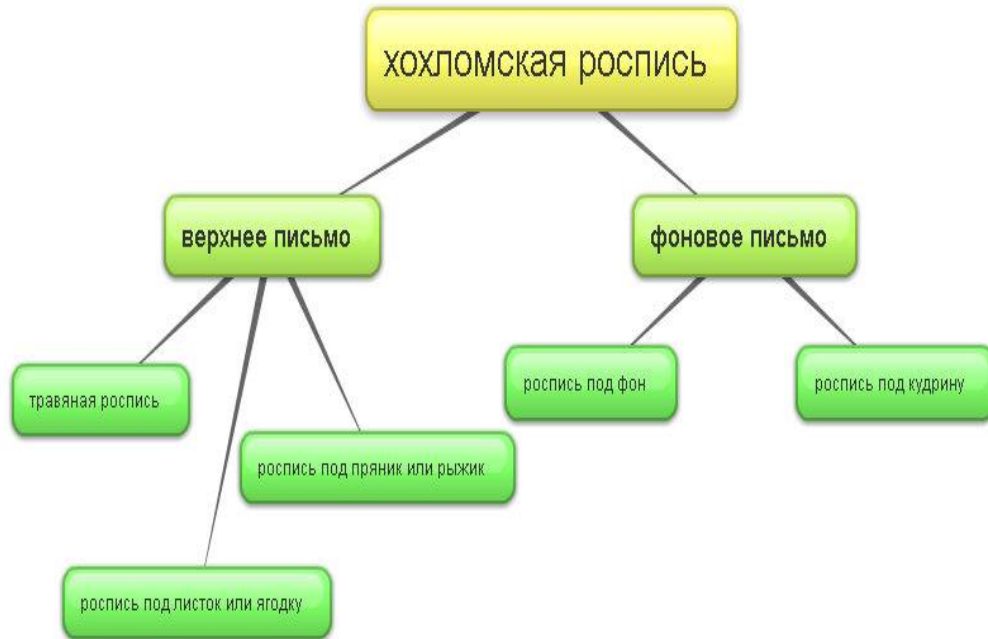 хохломская роспись
верхнее письмо
фоновое письмо
травяная роспись
роспись под фон
роспись под кудрину
роспись под пряник или рыжик
роспись под листок или ягодку